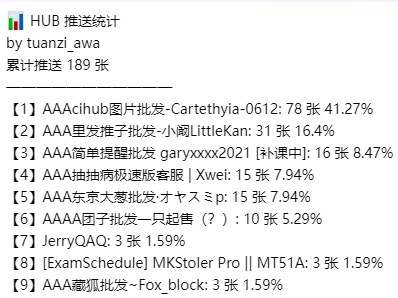 📊 HUB 推送统计
by tuanzi_awa
累计推送 189 张
————————————
【1】AAAcihub图片批发-Cartethyia-0612: 78 张 41.27%
【2】AAA里发推子批发-小阚LittleKan: 31 张 16.4%
【3】AAA简单提醒批发 garyxxxx2021 [补课中]: 16 张 8.47%
【4】AAA抽抽病极速版客服 | Xwei: 15 张 7.94%
【5】AAA东京大葱批发·オヤスミp: 15 张 7.94%
【6】AAAA团子批发一只起售（？）: 10 张 5.29%
【7】JerryQAQ: 3 张 1.59%
【8】[ExamSchedule] MKStoler Pro || MT51A: 3 张 1.59%
【9】AAA藏狐批发~Fox_block: 3 张 1.59%